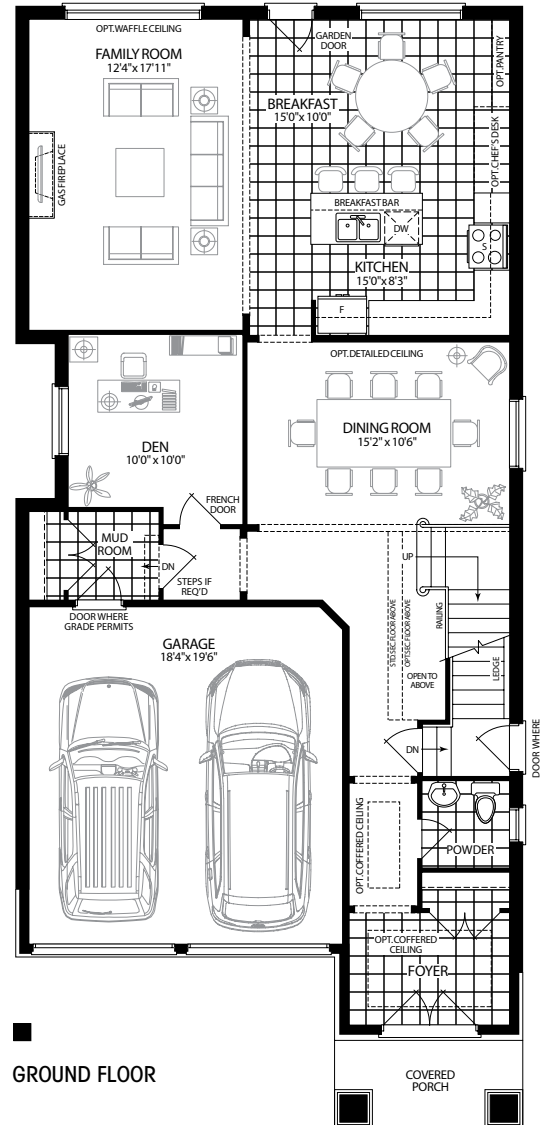 OPT. WAFFLE CEILING
FAMILY ROOM
12'4" x 17'11"
GAS FIREPLACE
GARDEN
DOOR
BREAKFAST
15'0" x 10'0"
OPT. PANTRY
OPT. CHEF'S DESK
BREAKFAST BAR
DW
S
KITCHEN
15'0" x 8'3"
F
OPT. DETAILED CEILING
DINING ROOM
15'2" x 10'6"
DEN
10'0" x 10'0"
FRENCH
DOOR
MUD
ROOM
DN
STEPS IF
REQ'D
DOOR WHERE
GRADE PERMITS
UP
STD. SEC. FLOOR ABOVE
OPT. SEC. FLOOR ABOVE
RAILING
OPEN TO
ABOVE
LEDGE
GARAGE
18'4" x 19'6"
DN
DOOR WHERE
OPT. COFFERED CEILING
POWDER
OPT. COFFERED
CEILING
FOYER
COVERED
PORCH
GROUND FLOOR